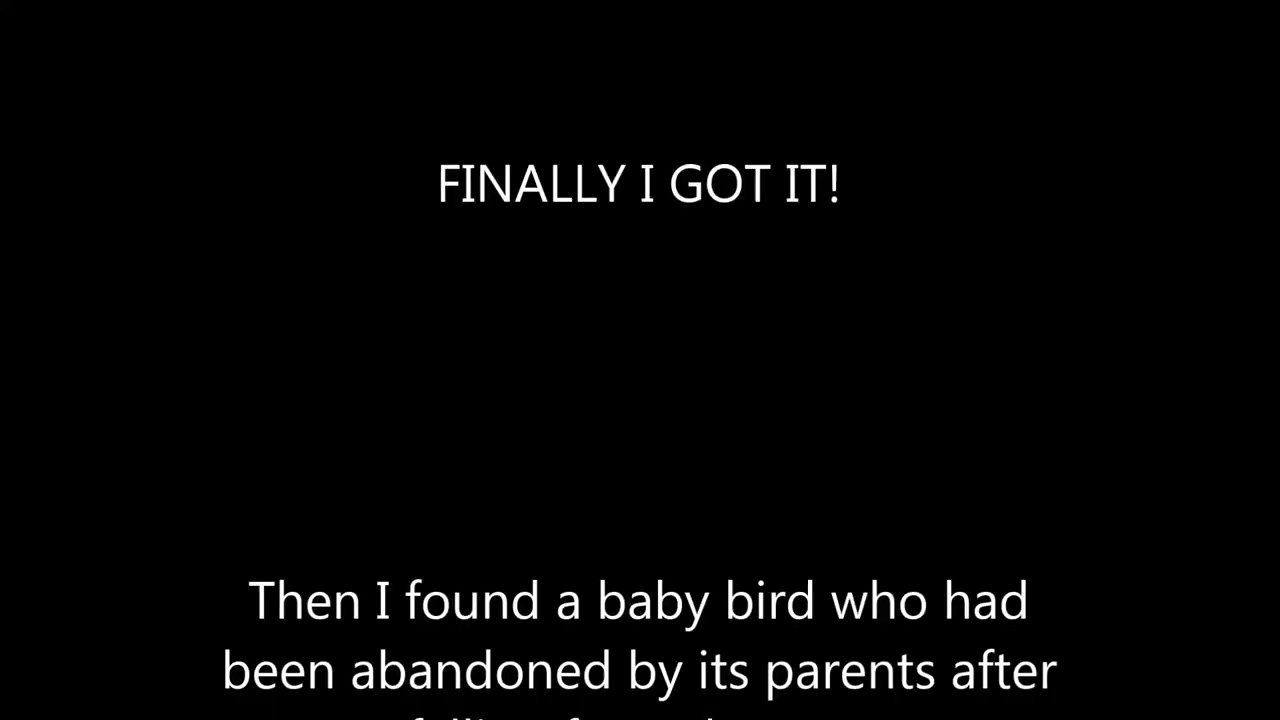 FINALLY I GOT IT!
Then I found a baby bird who had
been abandoned by its parents after